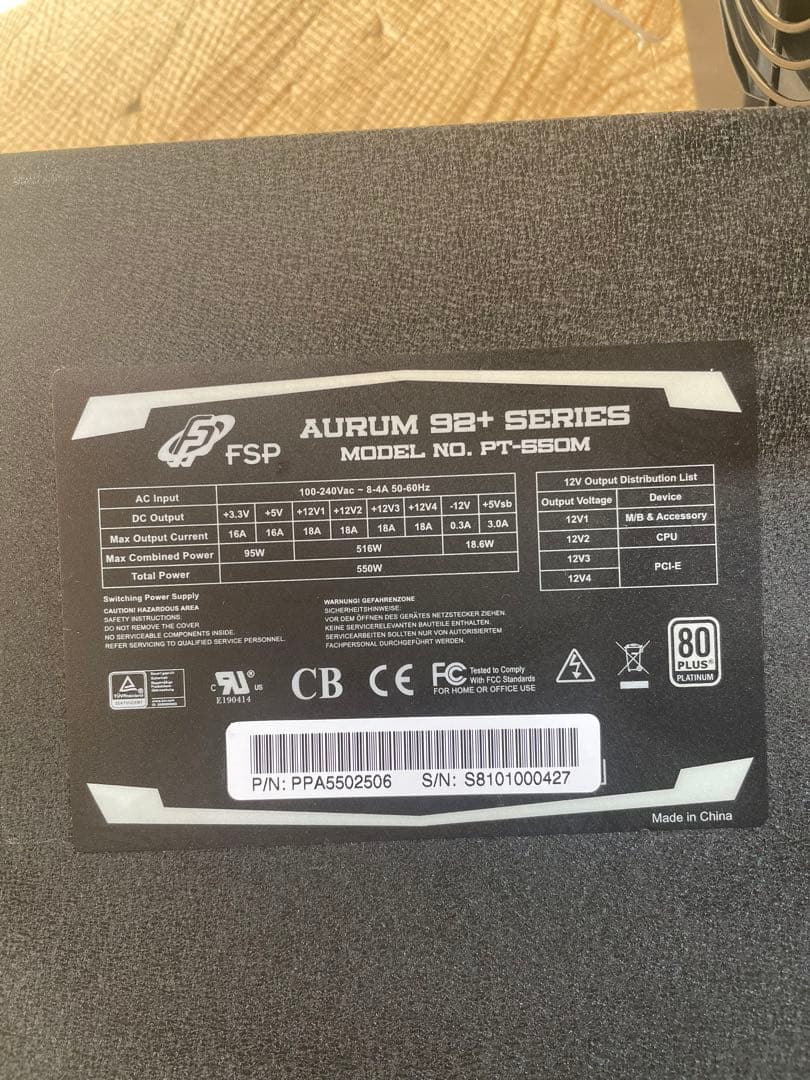 FSP
AURUM 92+ SERIES
MODEL NO. PT-550M
AC Input 100-240Vac ~ 8-4A 50-60Hz
DC Output +3.3V +5V +12V1 +12V2 +12V3 +12V4 -12V +5Vsb
Max Output Current 16A 16A 18A 18A 18A 18A 0.3A 3.0A
Max Combined Power 95W 516W 18.6W
Total Power 550W
12V Output Distribution List
Output Voltage Device
12V1 M/B & Accessory
12V2 CPU
12V3 PCI-E
12V4
Switching Power Supply
CAUTION! HAZARDOUS AREA
SAFETY INSTRUCTIONS.
DO NOT REMOVE THE COVER
NO SERVICEABLE COMPONENTS INSIDE.
REFER SERVICING TO QUALIFIED SERVICE PERSONNEL.
WARNUNG! GEFAHRENZONE
SICHERHEITSHINWEISE:
VOR DEM ÖFFNEN DES GERÄTES NETZSTECKER ZIEHEN.
KEINE SERVICERELEVANTEN BAUTEILE ENTHALTEN.
SERVICEARBEITEN SOLLTEN NUR VON AUTORISIERTEM
FACHPERSONAL DURCHGEFÜHRT WERDEN.
c RU ® US
E190414
CB
CE
FC Tested to Comply
With FCC Standards
FOR HOME OR OFFICE USE
80
PLUS®
PLATINUM
P/N: PPA5502506 S/N: S8101000427
Made in China